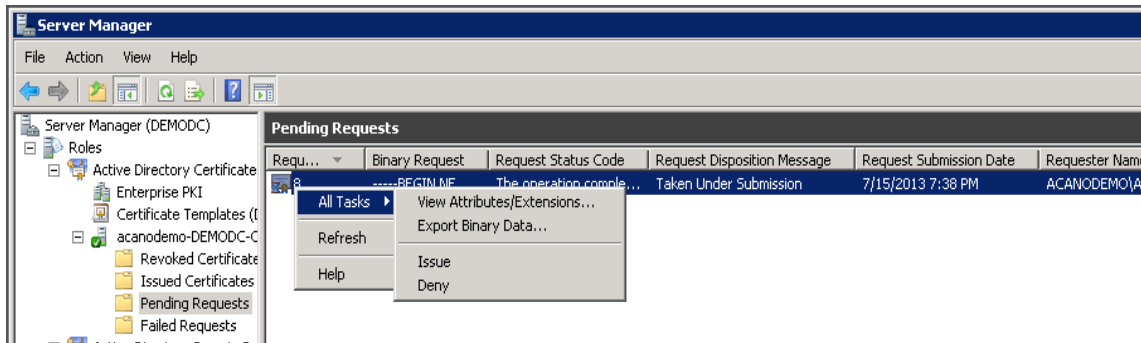 Server Manager
File Action View Help
Server Manager (DEMODC)
Roles
Active Directory Certificate
Enterprise PKI
Certificate Templates (D
acanodemo-DEMODC-C
Revoked Certificate
Issued Certificates
Pending Requests
Failed Requests
Pending Requests
Requ... Binary Request Request Status Code Request Disposition Message Request Submission Date Requester Name
8 -----BEGIN NE... The operation comple... Taken Under Submission 7/15/2013 7:38 PM ACANODEMO\A
All Tasks
Refresh
Help
View Attributes/Extensions...
Export Binary Data...
Issue
Deny